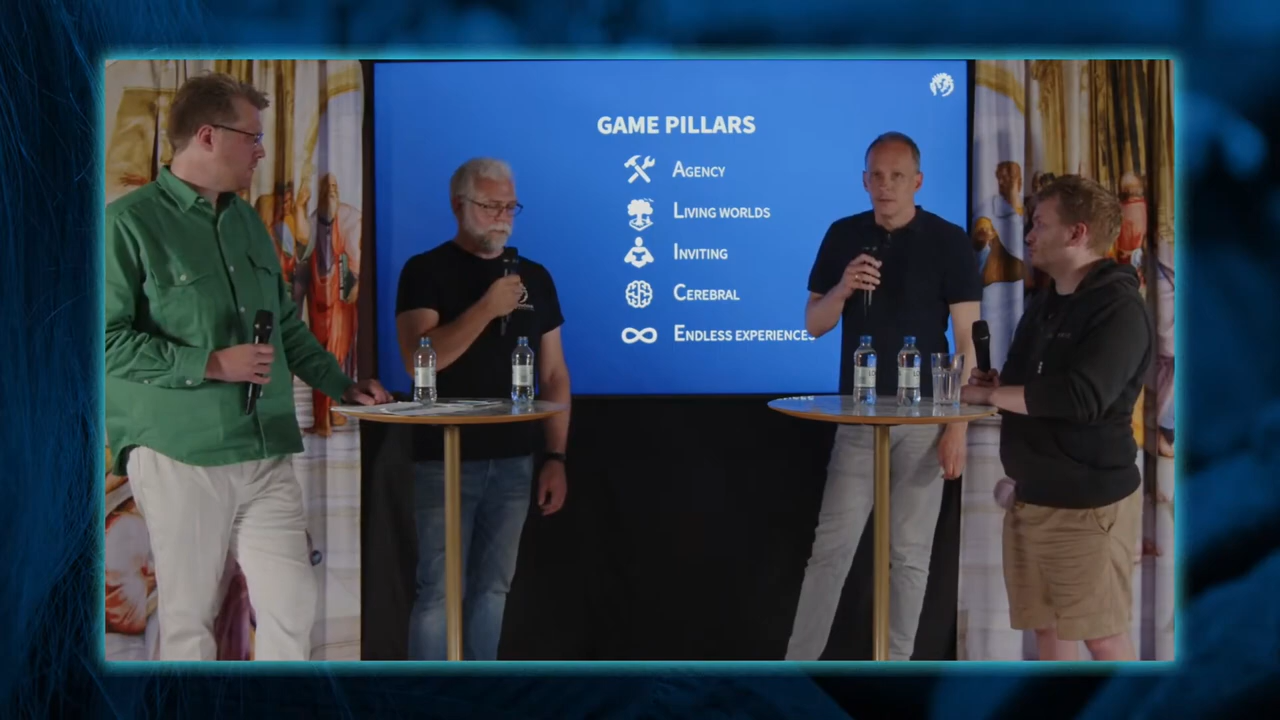 GAME PILLARS
AGENCY
LIVING WORLDS
INVITING
CEREBRAL
ENDLESS EXPERIENCES